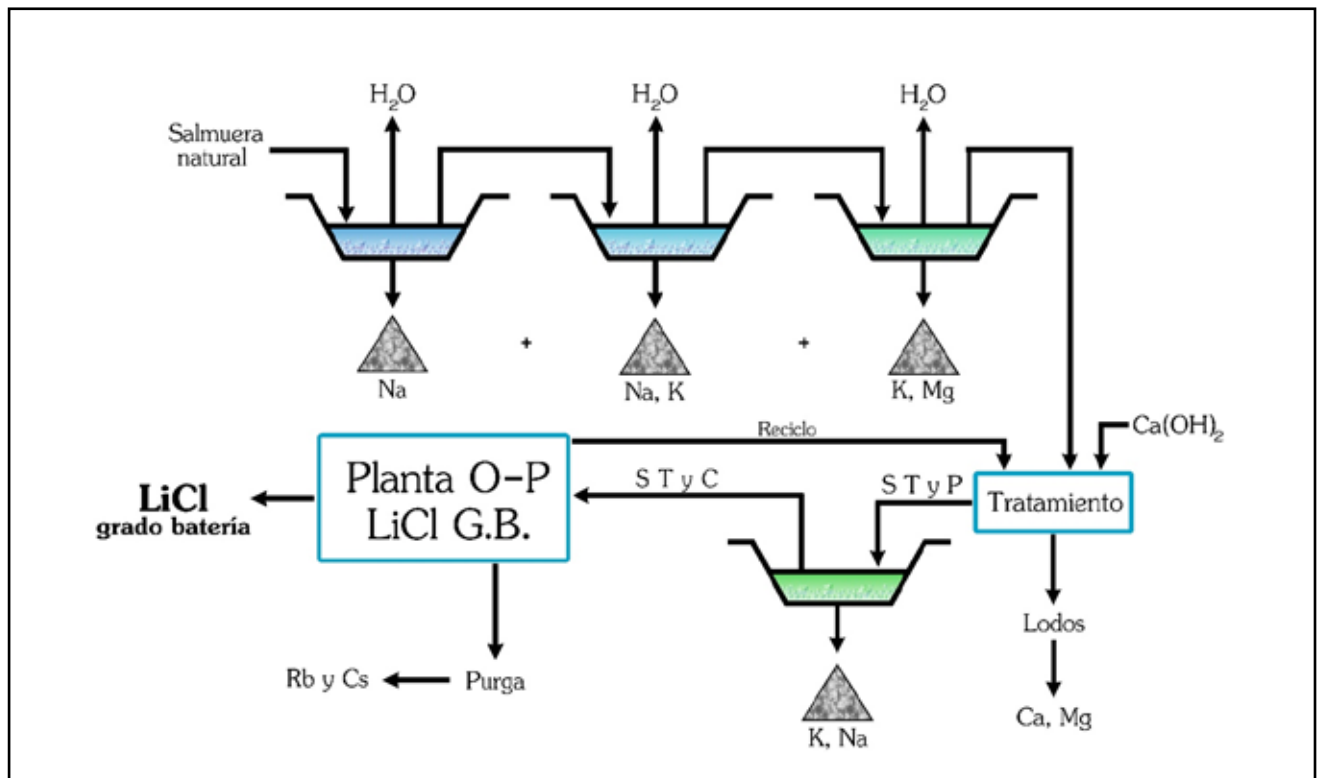 H₂O
H₂O
H₂O
Salmuera
natural
+
+
Na
Na, K
K, Mg
Reciclo
Ca(OH)₂
Planta O-P
LiCl G.B.
S T y C
S T y P
Tratamiento
LiCl
grado batería
Lodos
Rb y Cs
Purga
Ca, Mg
K, Na